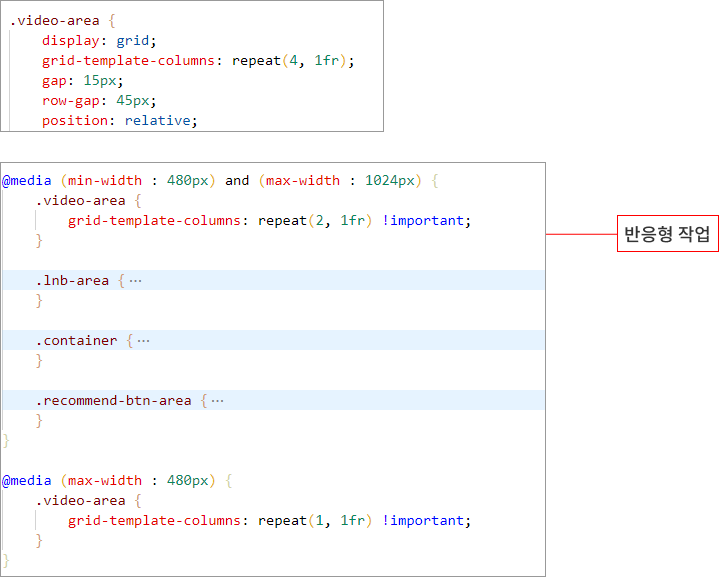 .video-area {
display: grid;
grid-template-columns: repeat(4, 1fr);
gap: 15px;
row-gap: 45px;
position: relative;
@media (min-width : 480px) and (max-width : 1024px) {
.video-area {
grid-template-columns: repeat(2, 1fr) !important;
}
반응형 작업
.lnb-area { ⋯
}
.container { ⋯
}
.recommend-btn-area { ⋯
}
}
@media (max-width : 480px) {
.video-area {
grid-template-columns: repeat(1, 1fr) !important;
}
}